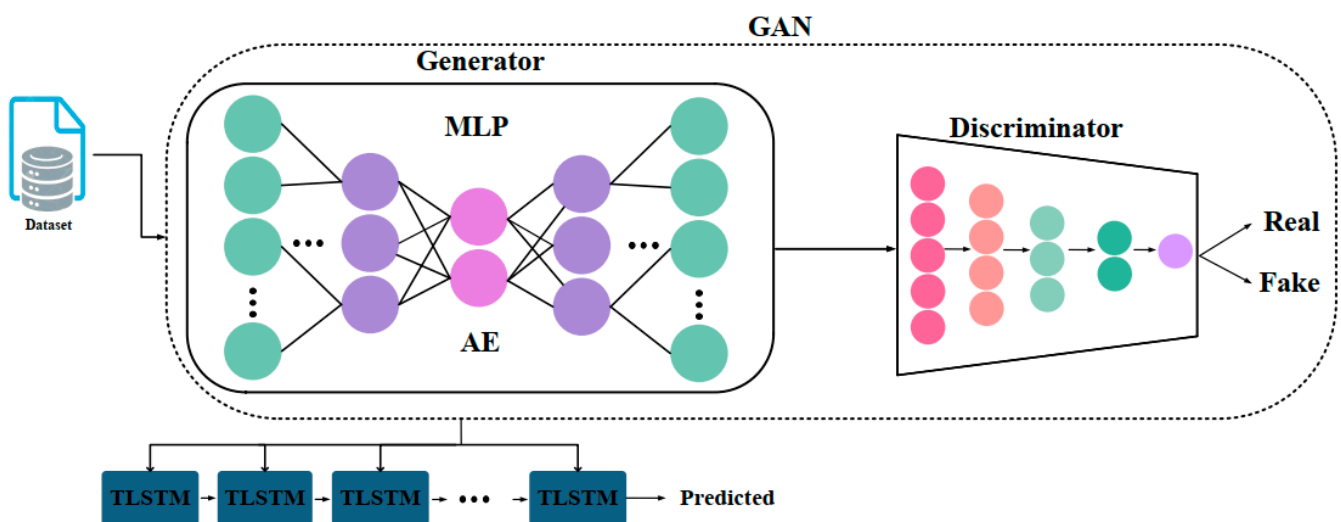 GAN
Generator
MLP
Discriminator
Dataset
Real
Fake
AE
TLSTM
TLSTM
TLSTM
TLSTM
Predicted